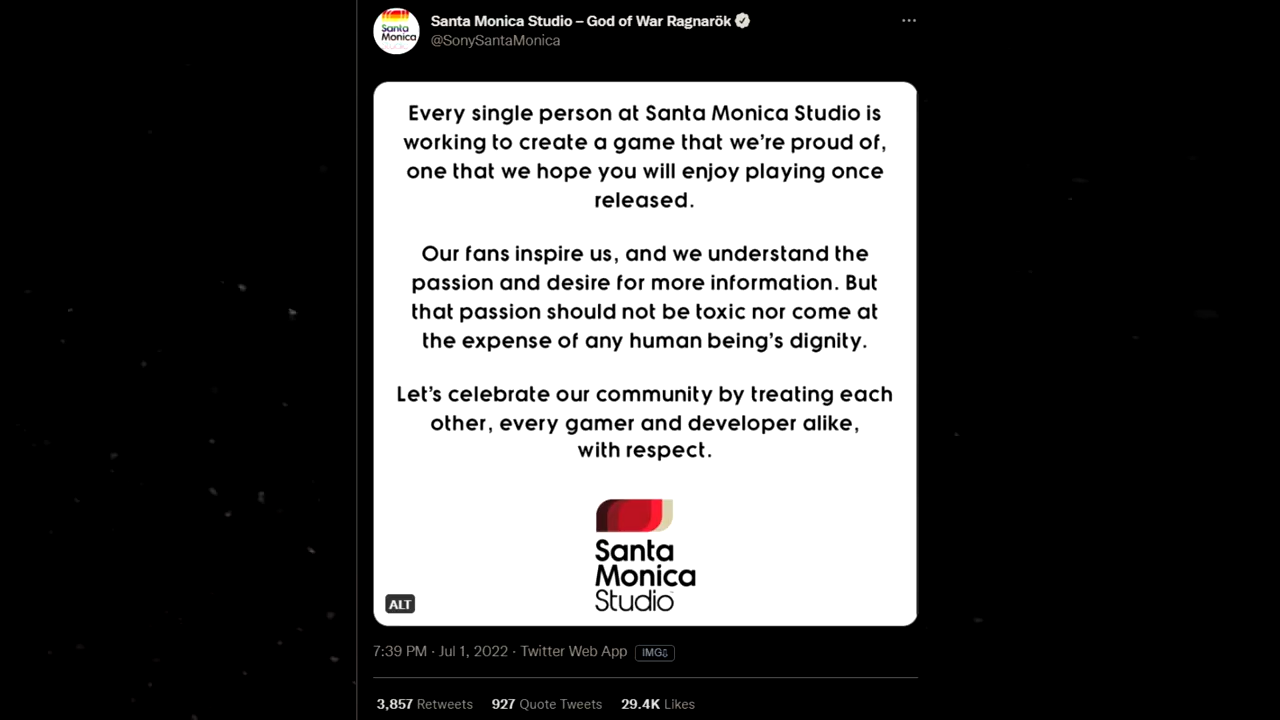 Santa Monica Studio – God of War Ragnarök
@SonySantaMonica
Santa
Monica
Studio
Every single person at Santa Monica Studio is
working to create a game that we're proud of,
one that we hope you will enjoy playing once
released.
Our fans inspire us, and we understand the
passion and desire for more information. But
that passion should not be toxic nor come at
the expense of any human being's dignity.
Let's celebrate our community by treating each
other, every gamer and developer alike,
with respect.
Santa
Monica
Studio
ALT
7:39 PM · Jul 1, 2022 · Twitter Web App IMG
3,857 Retweets 927 Quote Tweets 29.4K Likes